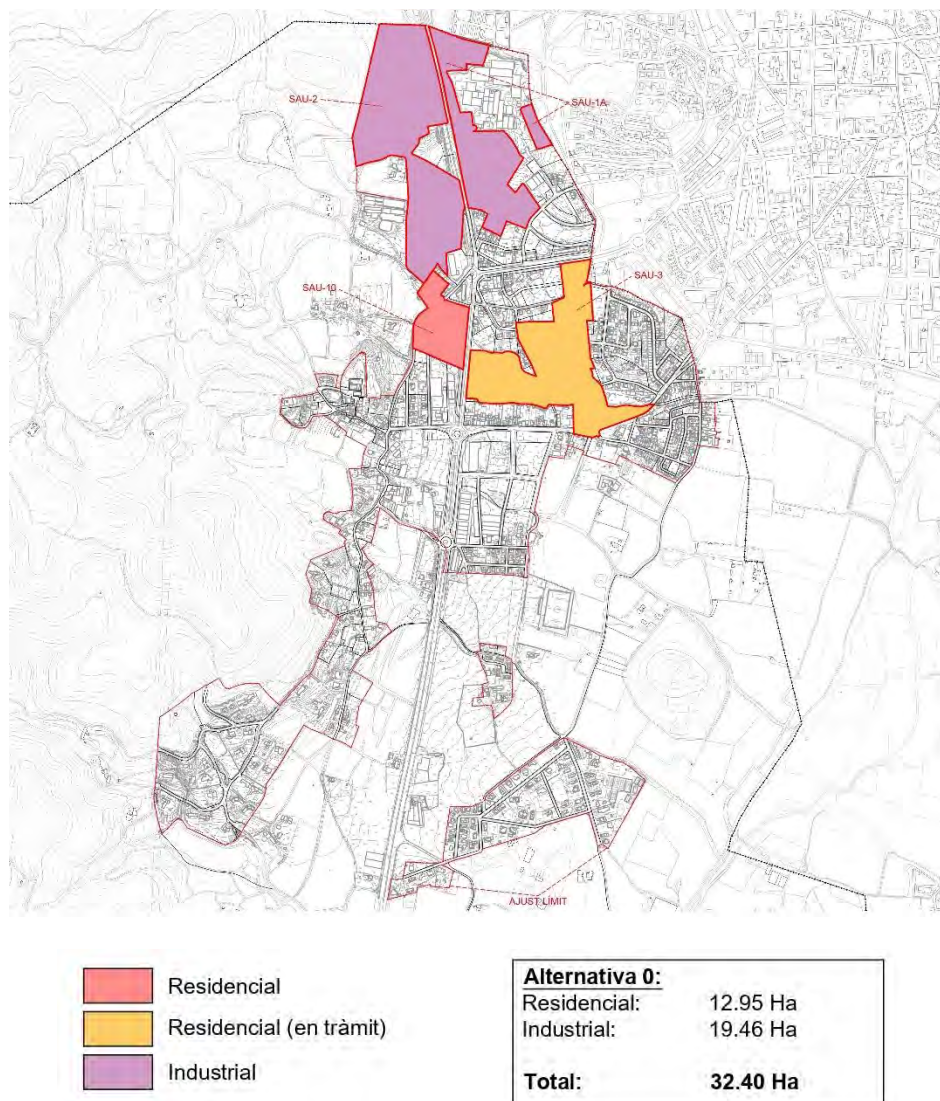 SAU-2
SAU-1A
SAU-3
SAU-10
AJUST LÍMIT
Residencial
Residencial (en tràmit)
Industrial
Alternativa 0:
Residencial: 12.95 Ha
Industrial: 19.46 Ha
Total: 32.40 Ha